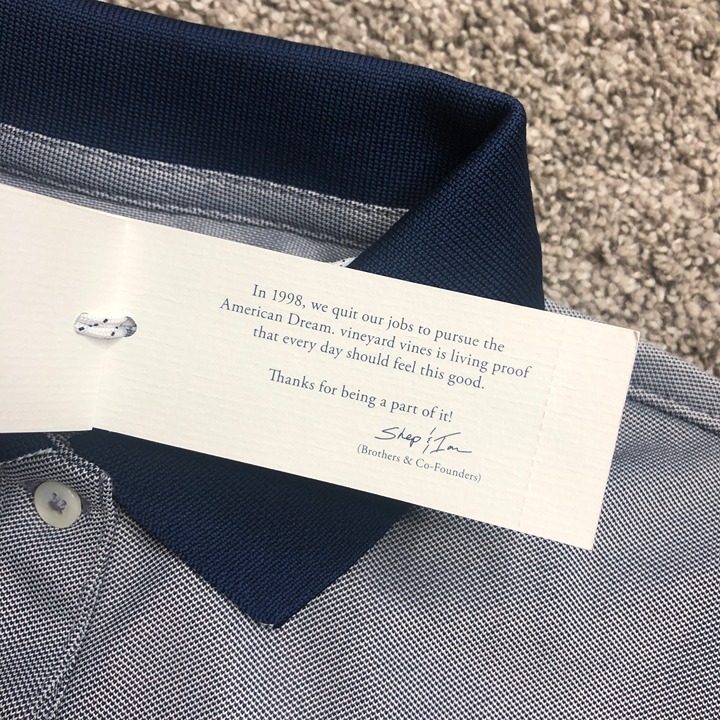 In 1998, we quit our jobs to pursue the
American Dream. vineyard vines is living proof
that every day should feel this good.
Thanks for being a part of it!
Shep & Ian
(Brothers & Co-Founders)